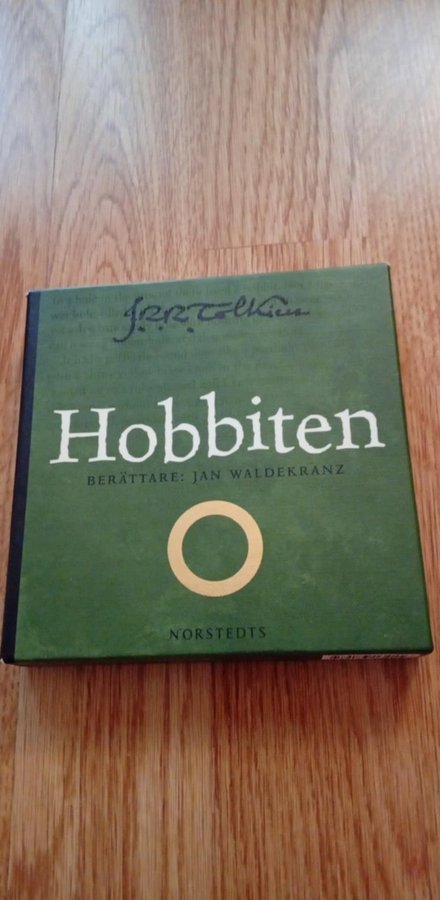 J.R.R. Tolkien
Hobbiten
BERÄTTARE: JAN WALDEKRANZ
NORSTEDTS